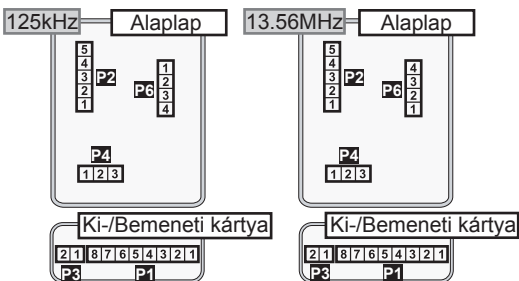 125kHz Alaplap 13.56MHz Alaplap
5 5
4 1 4 4
3 P2 P6 2 3 P2 P6 3
2 3 2 2
1 4 1 1
P4 P4
1 2 3 1 2 3
Ki-/Bemeneti kártya Ki-/Bemeneti kártya
2 1 8 7 6 5 4 3 2 1 2 1 8 7 6 5 4 3 2 1
P3 P1 P3 P1